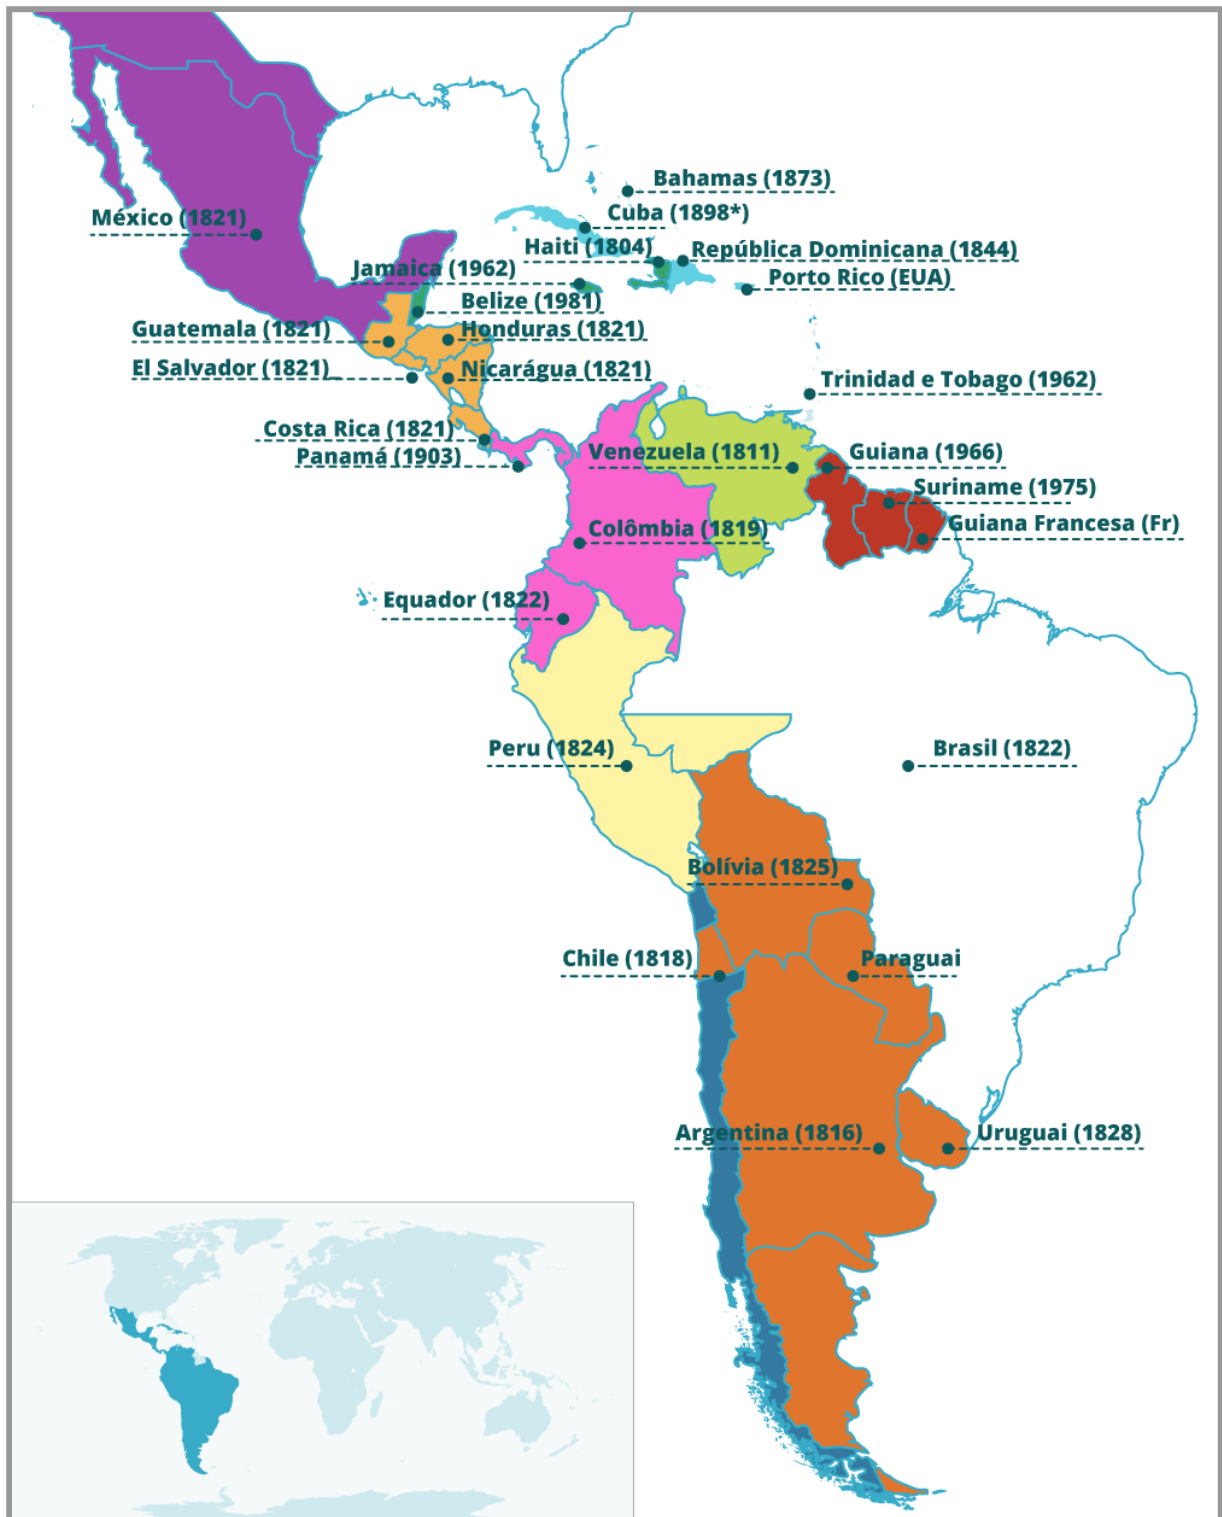 Bahamas (1873)
México (1821)
Cuba (1898*)
Haiti (1804)
República Dominicana (1844)
Jamaica (1962)
Porto Rico (EUA)
Belize (1981)
Guatemala (1821)
Honduras (1821)
El Salvador (1821)_
Nicarágua (1821)
Trinidad e Tobago (1962)
Costa Rica (1821)
Panamá (1903)
Venezuela (1811)
Guiana (1966)
Suriname (1975)
Colômbia (1819)
Guiana Francesa (Fr)
Equador (1822)
Peru (1824)
Brasil (1822)
Bolívia (1825)
Chile (1818)
Paraguai
Argentina (1816)
Uruguai (1828)